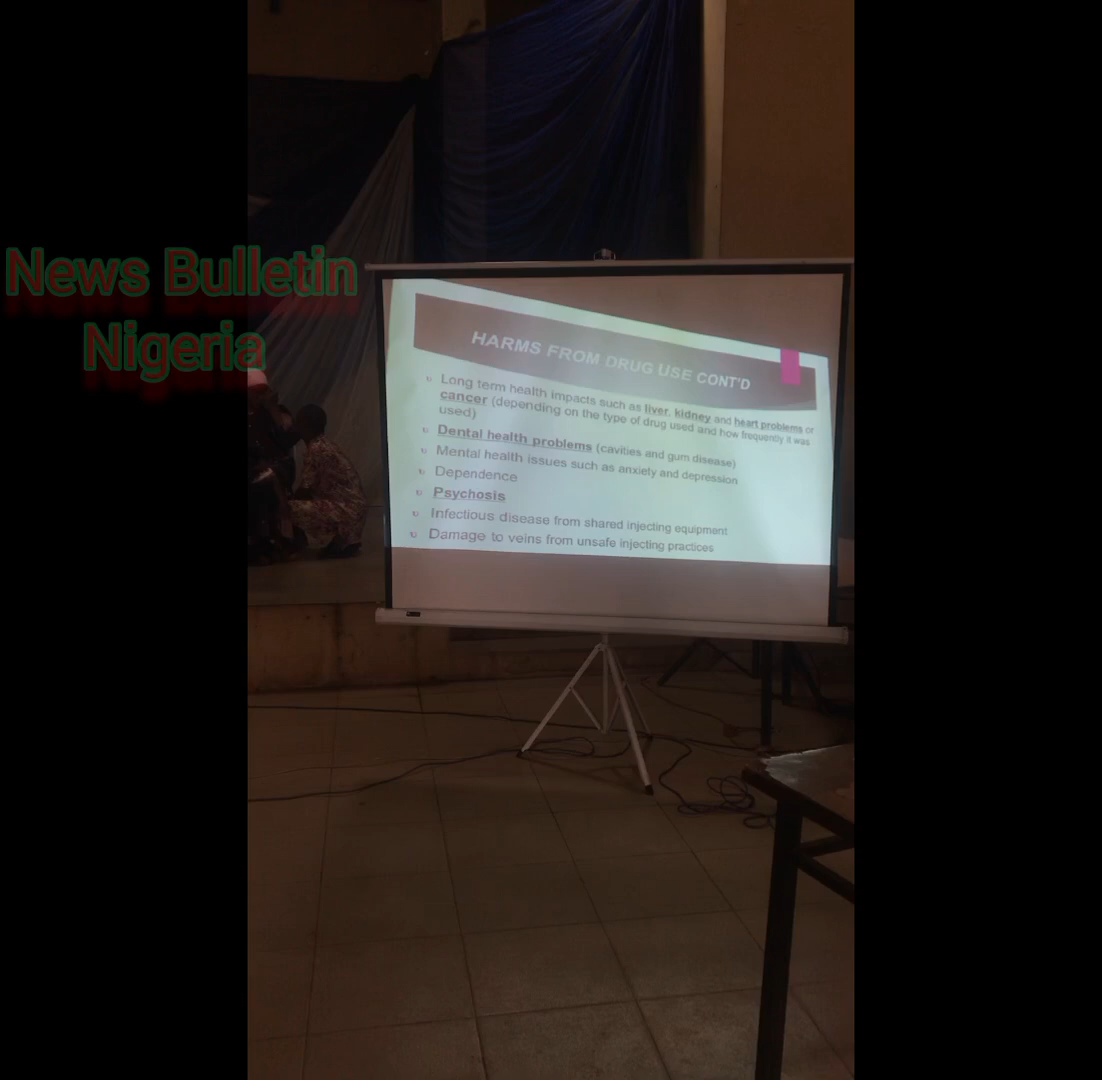 News Bulletin
Nigeria
HARMS FROM DRUG USE CONT'D
Long term health impacts such as liver, kidney and heart problems or
cancer (depending on the type of drug used and how frequently it was
used)
Dental health problems (cavities and gum disease)
Mental health issues such as anxiety and depression
Dependence
Psychosis
Infectious disease from shared injecting equipment
Damage to veins from unsafe injecting practices